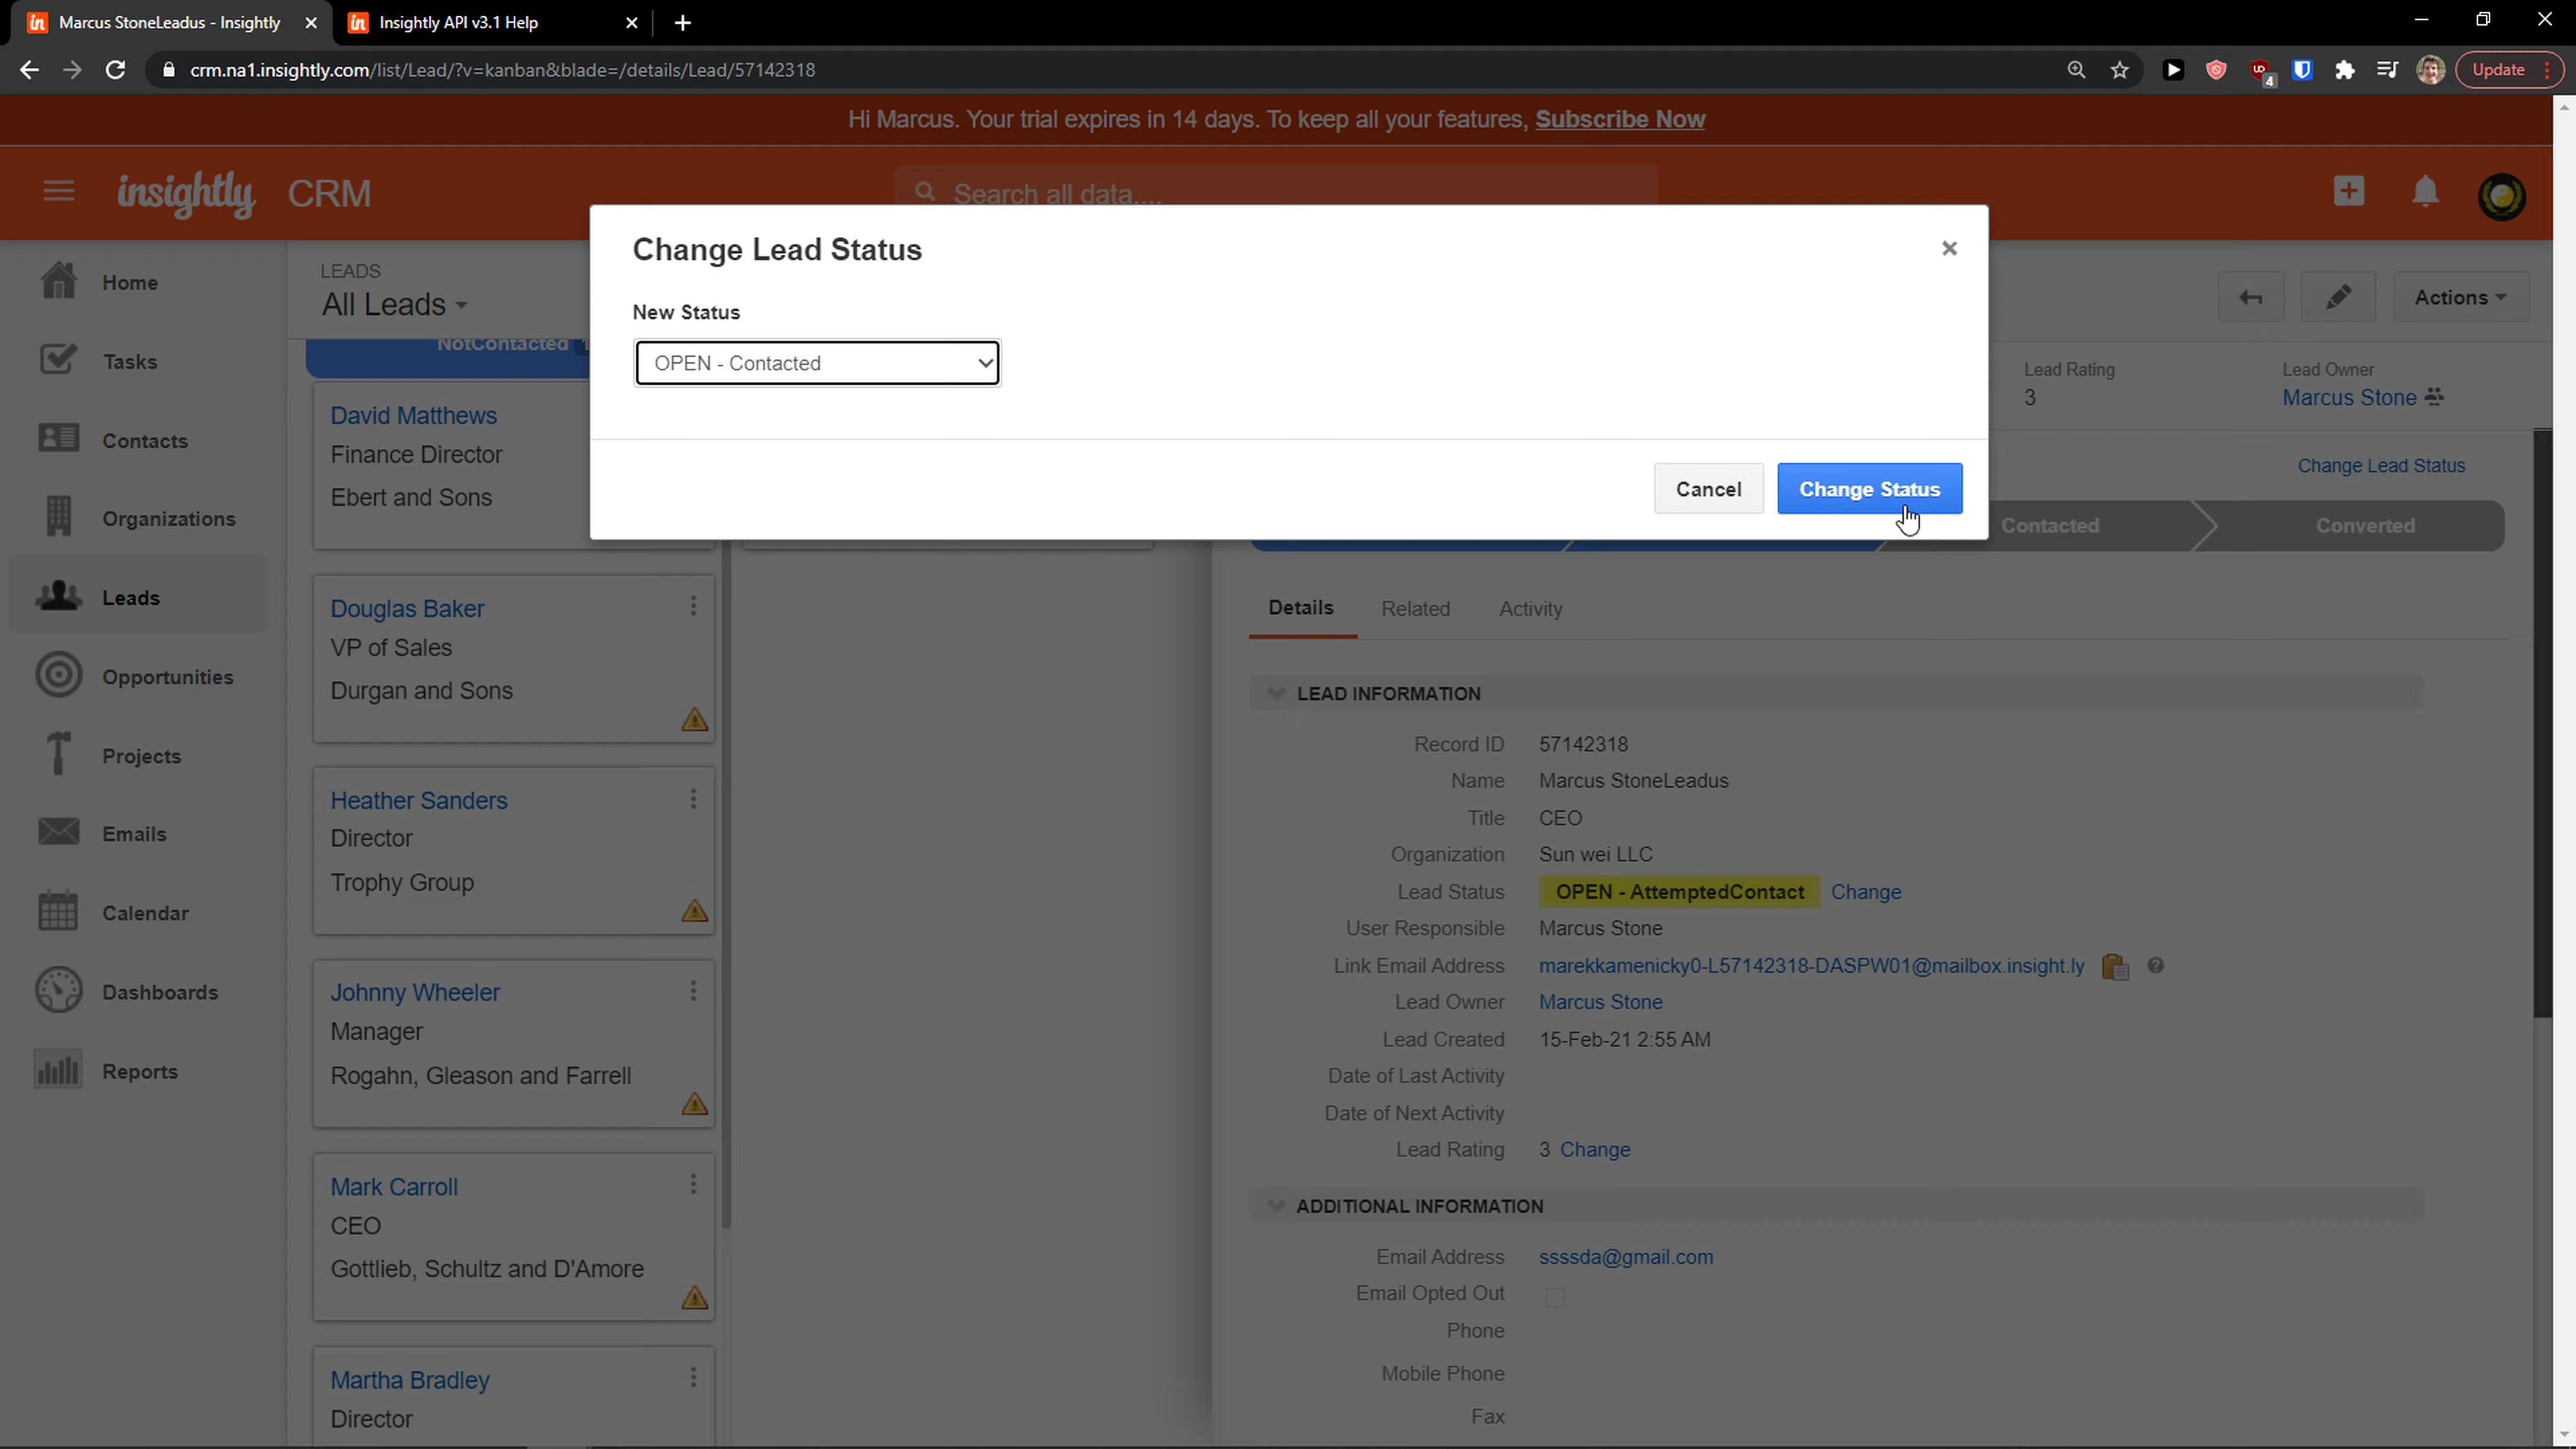 Marcus StoneLeadus - Insightly
Insightly API v3.1 Help
crm.na1.insightly.com/list/Lead/?v=kanban&blade=/details/Lead/57142318
4
Update
Hi Marcus. Your trial expires in 14 days. To keep all your features, Subscribe Now
insightly CRM
Search all data....
Change Lead Status
New Status
OPEN - Contacted
Cancel
Change Status
Home
Tasks
Contacts
Organizations
Leads
Opportunities
Projects
Emails
Calendar
Dashboards
Reports
LEADS
All Leads
NotContacted
David Matthews
Finance Director
Ebert and Sons
Douglas Baker
VP of Sales
Durgan and Sons
Heather Sanders
Director
Trophy Group
Johnny Wheeler
Manager
Rogahn, Gleason and Farrell
Mark Carroll
CEO
Gottlieb, Schultz and D'Amore
Martha Bradley
Director
Actions
Lead Rating
3
Lead Owner
Marcus Stone
Change Lead Status
Contacted
Converted
Details
Related
Activity
LEAD INFORMATION
Record ID 57142318
Name Marcus StoneLeadus
Title CEO
Organization Sun wei LLC
Lead Status OPEN - AttemptedContact Change
User Responsible Marcus Stone
Link Email Address marekkamenicky0-L57142318-DASPW01@mailbox.insight.ly
Lead Owner Marcus Stone
Lead Created 15-Feb-21 2:55 AM
Date of Last Activity
Date of Next Activity
Lead Rating 3 Change
ADDITIONAL INFORMATION
Email Address ssssda@gmail.com
Email Opted Out
Phone
Mobile Phone
Fax